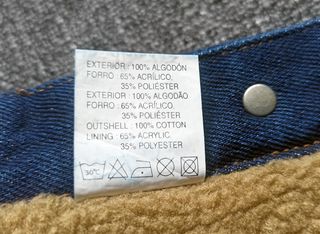 EXTERIOR : 100% ALGODÓN
FORRO : 65% ACRÍLICO,
35% POLIÉSTER
EXTERIOR : 100% ALGODÃO
FORRO : 65% ACRÍLICO,
35% POLIÉSTER
OUTSHELL : 100% COTTON
LINING : 65% ACRYLIC,
35% POLYESTER
30°C